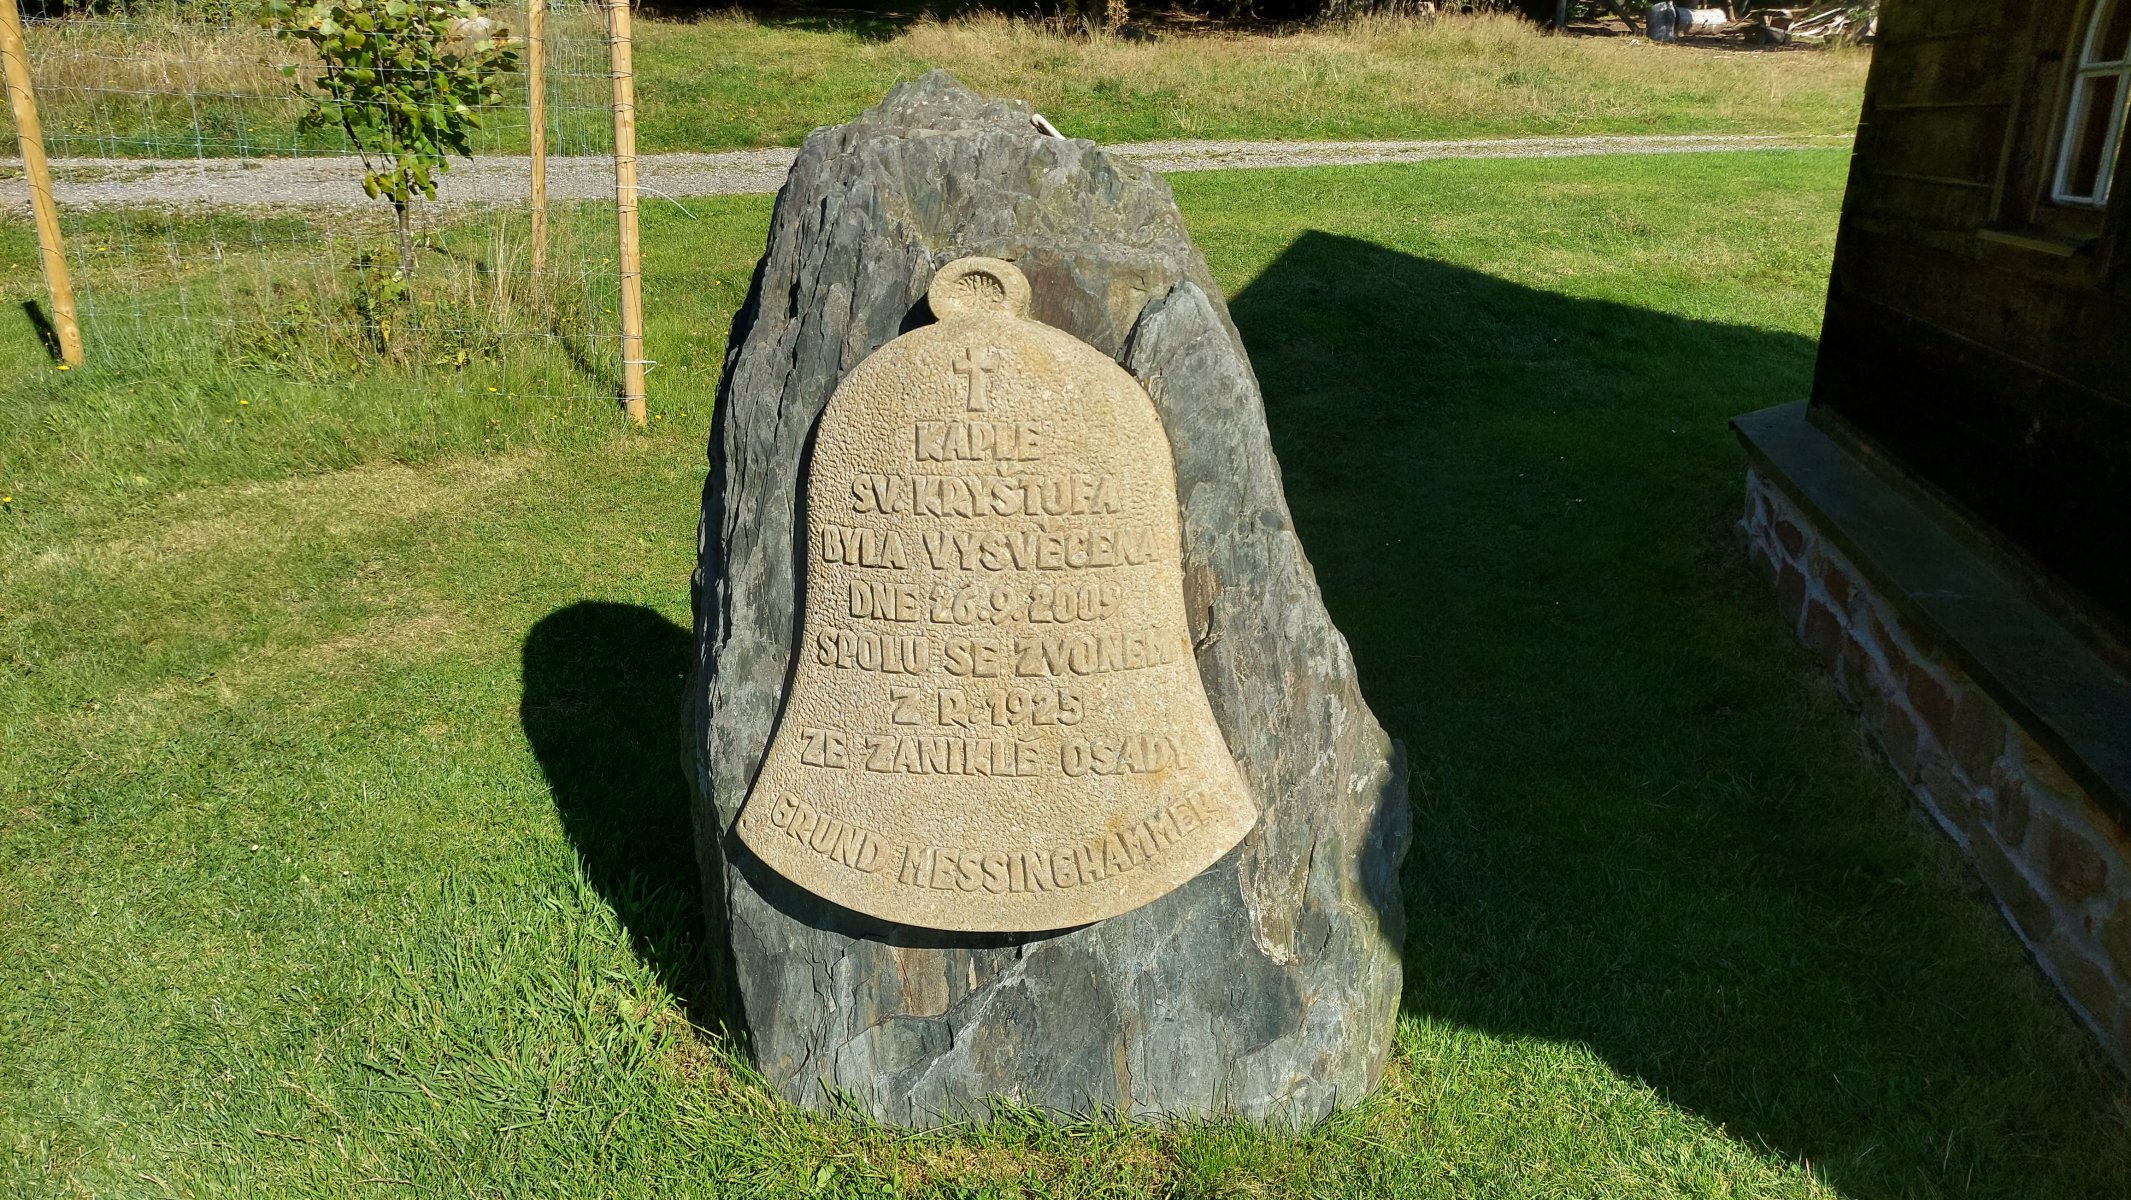 KAPLE
SV. KRYŠTOFA
BYLA VYSVĚCENA
DNE 26.9.2009
SPOLU SE ZVONEM
Z R. 1925
ZE ZANIKLÉ OSADY
GRUND-MESSINGHAMMER